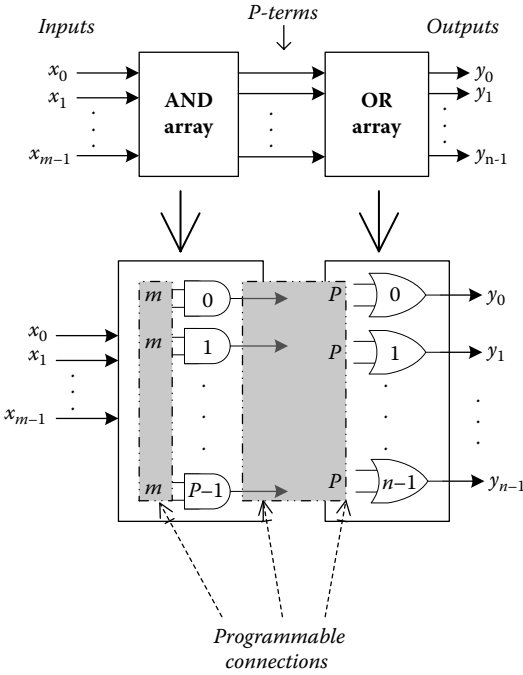 P-terms
Inputs
Outputs
x0
x1
xm−1
AND
array
OR
array
y0
y1
yn-1
m
0
P
0
y0
x0
m
1
P
1
y1
x1
xm−1
m
P−1
P
n−1
yn−1
Programmable
connections